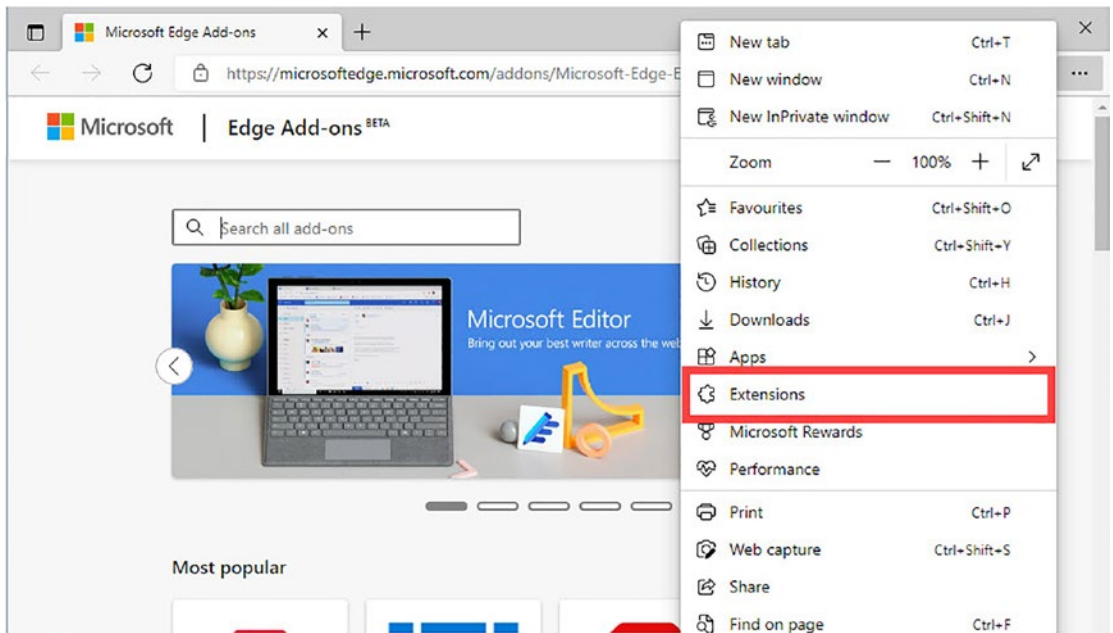 Microsoft Edge Add-ons
https://microsoftedge.microsoft.com/addons/Microsoft-Edge-E
Microsoft | Edge Add-ons BETA
Search all add-ons
Microsoft Editor
Bring out your best writer across the we
Most popular
New tab Ctrl+T
New window Ctrl+N
New InPrivate window Ctrl+Shift+N
Zoom — 100% +
Favourites Ctrl+Shift+O
Collections Ctrl+Shift+Y
History Ctrl+H
Downloads Ctrl+J
Apps
Extensions
Microsoft Rewards
Performance
Print Ctrl+P
Web capture Ctrl+Shift+S
Share
Find on page Ctrl+F